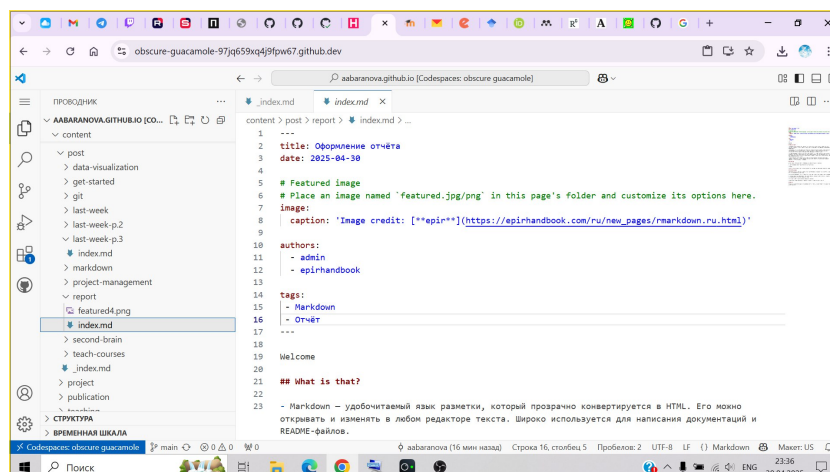 obscure-guacamole-97jq659xq4j9fpw67.github.dev
aabaranova.github.io [Codespaces: obscure guacamole]
ПРОВОДНИК
AABARANOVA.GITHUB.IO [CO...
content
post
data-visualization
get-started
git
last-week
last-week-p.2
last-week-p.3
index.md
markdown
project-management
report
featured4.png
index.md
second-brain
teach-courses
_index.md
project
publication
СТРУКТУРА
ВРЕМЕННАЯ ШКАЛА
_index.md
index.md
content > post > report > index.md > ...
1 ---
2 title: Оформление отчёта
3 date: 2025-04-30
4
5 # Featured image
6 # Place an image named `featured.jpg/png` in this page's folder and customize its options here.
7 image:
8 caption: 'Image credit: [**epir**](https://epirhandbook.com/ru/new_pages/rmarkdown.ru.html)'
9
10 authors:
11 - admin
12 - epirhandbook
13
14 tags:
15 - Markdown
16 - Отчёт
17 ---
18
19 Welcome
20
21 ## What is that?
22
23 - Markdown — удобочитаемый язык разметки, который прозрачно конвертируется в HTML. Его можно
открывать и изменять в любом редакторе текста. Широко используется для написания документаций и
README-файлов.
Codespaces: obscure guacamole
main
0 0
0
aabaranova (16 мин назад)
Строка 16, столбец 5
Пробелов: 2
UTF-8
LF
{} Markdown
Макет: US
Поиск
ENG
23:36